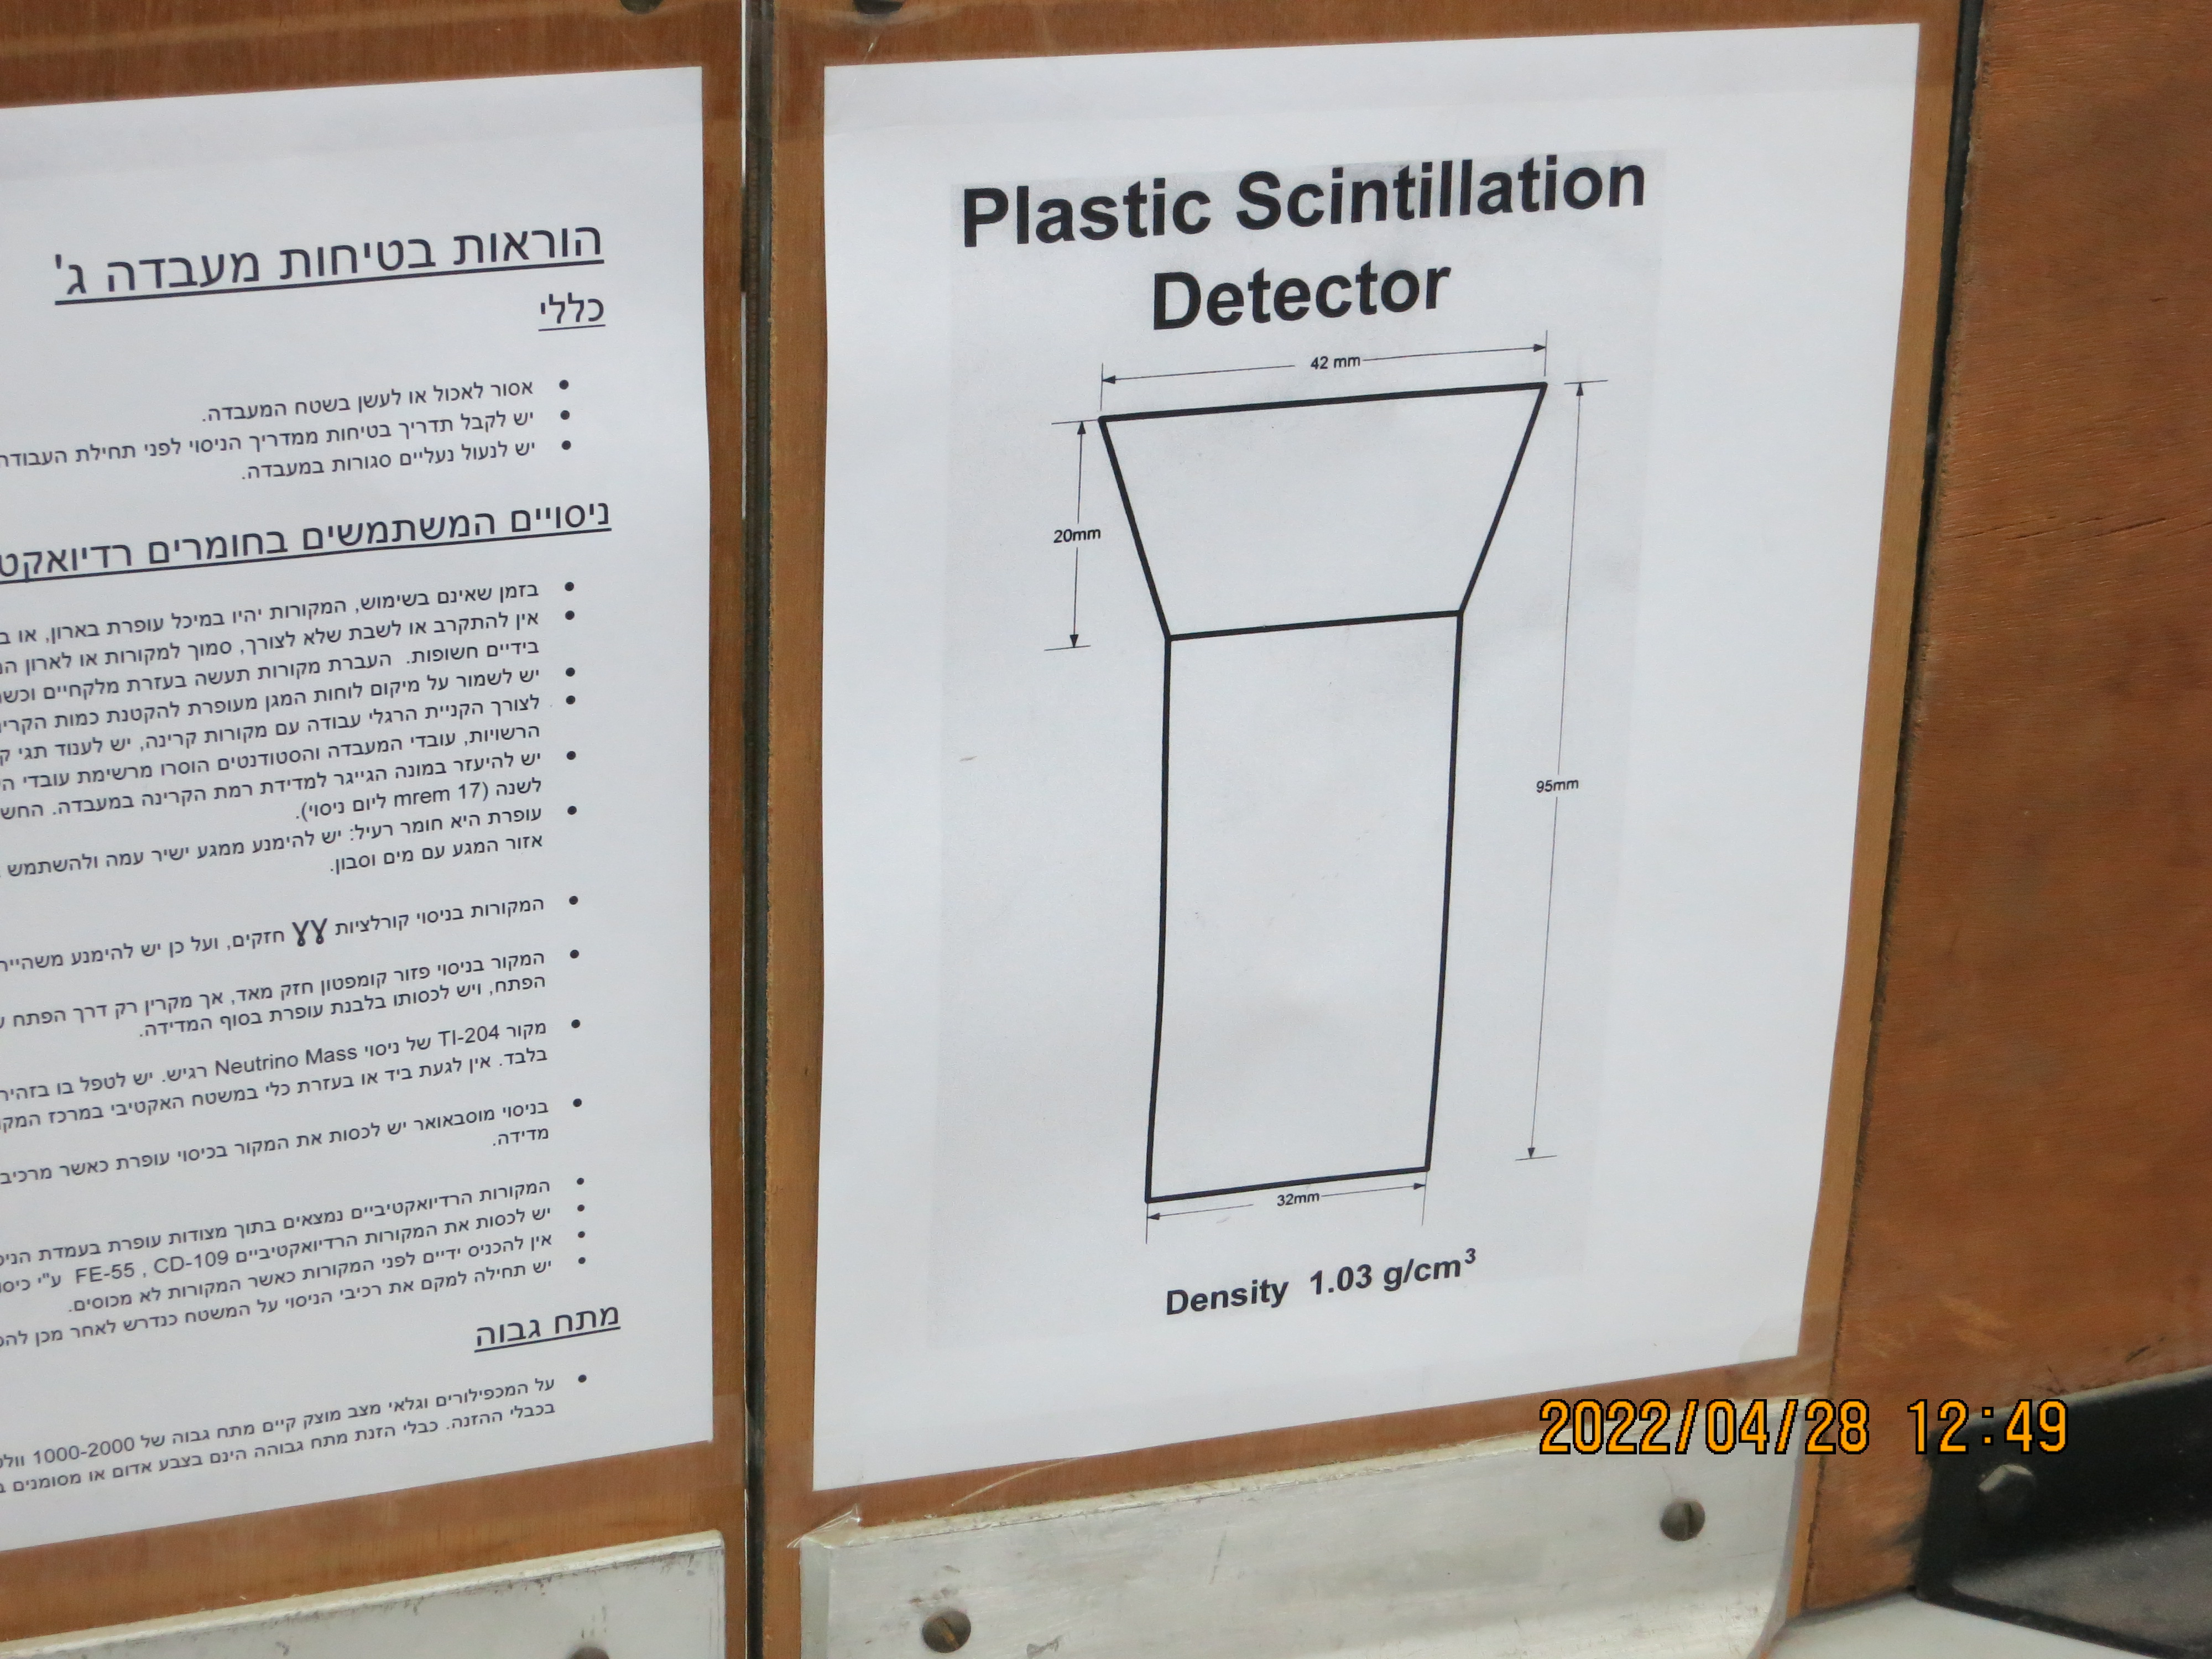 הוראות בטיחות מעבדה ג'
כללי
• אסור לאכול או לעשן בשטח המעבדה.
• יש לקבל תדריך בטיחות ממדריך הניסוי לפני תחילת העבודה
• יש לנעול נעליים סגורות במעבדה.
ניסויים המשתמשים בחומרים
• בזמן שאינם בשימוש, המקורות יהיו במיכל עופרת בארון, או
• אין להתקרב או לשבת שלא לצורך, סמוך למקורות או לארון
בידיים חשופות. העברת מקורות תעשה בעזרת מלקחיים
• יש לשמור על מיקום לוחות המגן מעופרת להקטנת כמות
• לצורך הקניית הרגלי עבודה עם מקורות קרינה, יש לענוד תגי
הרשויות, עובדי המעבדה והסטודנטים הוסרו מרשימת עובדי
• יש להיעזר במונה הגייגר למדידת רמת הקרינה במעבדה.
לשנה (17 mrem ליום ניסוי).
• עופרת היא חומר רעיל: יש להימנע ממגע ישיר עמה ולהשתמש
אזור המגע עם מים וסבון.
• המקורות בניסוי קורלציות γγ חזקים, ועל כן יש להימנע
• המקור בניסוי פזור קומפטון חזק מאד, אך מקרין רק דרך הפתח
הפתח, ויש לכסותו בלבנת עופרת בסוף המדידה.
• מקור Tl-204 של ניסוי Neutrino Mass רגיש. יש לטפל בו
בלבד. אין לגעת ביד או בעזרת כלי במשטח האקטיבי במרכז
• בניסוי מוסבאואר יש לכסות את המקור בכיסוי עופרת כאשר
מדידה.
• המקורות הרדיואקטיביים נמצאים בתוך מצודות עופרת בעמדת
• יש לכסות את המקורות הרדיואקטיביים FE-55 , CD-109 ע"י
• אין להכניס ידיים לפני המקורות כאשר המקורות לא מכוסים.
• יש תחילה למקם את רכיבי הניסוי על המשטח כנדרש לאחר מכן
מתח גבוה
• על המכפילורים וגלאי מצב מוצק קיים מתח גבוה של 1000-2000
בכבלי ההזנה. כבלי הזנת מתח גבוהה הינם בצבע אדום או מסומנים
Plastic Scintillation
Detector
42 mm
20mm
95mm
32mm
Density 1.03 g/cm³
2022/04/28 12:49